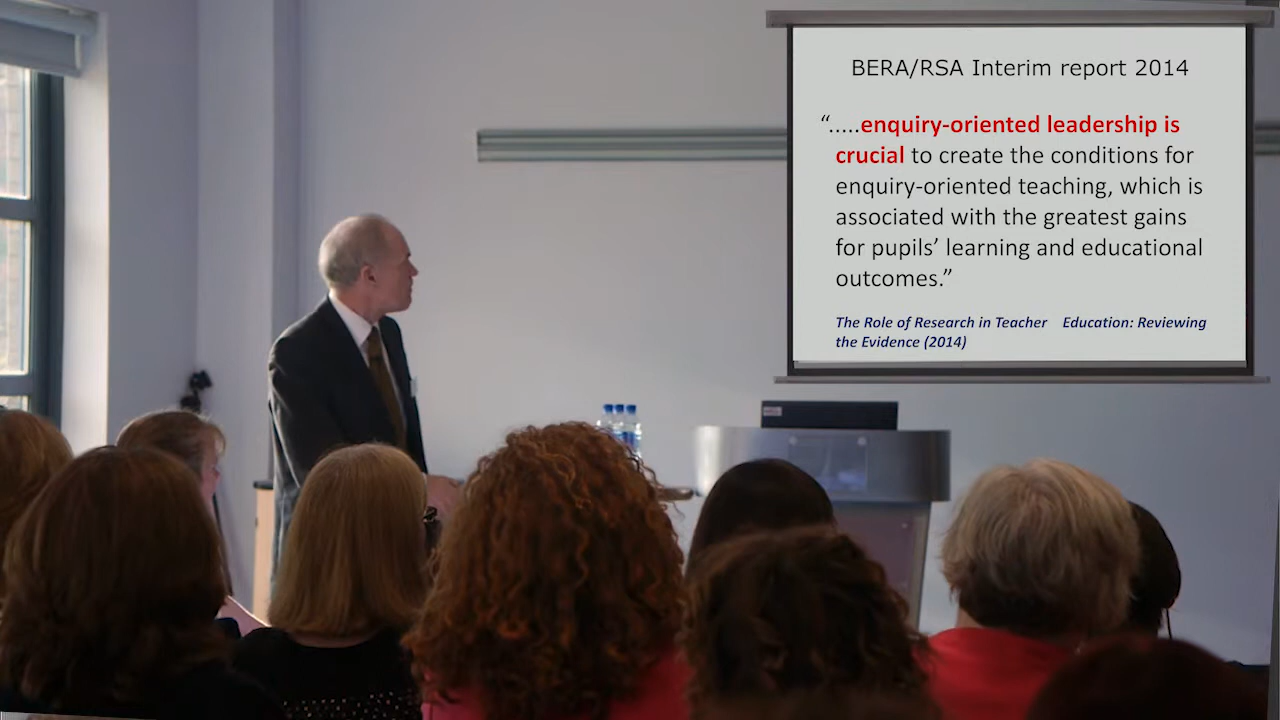 BERA/RSA Interim report 2014
“.....enquiry-oriented leadership is
crucial to create the conditions for
enquiry-oriented teaching, which is
associated with the greatest gains
for pupils’ learning and educational
outcomes.”
The Role of Research in Teacher Education: Reviewing
the Evidence (2014)